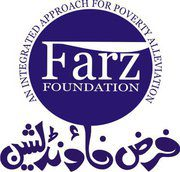 AN INTEGRATED APPROACH FOR POVERTY ALLEVIATION
Farz
FOUNDATION
فرض فاؤنڈیشن